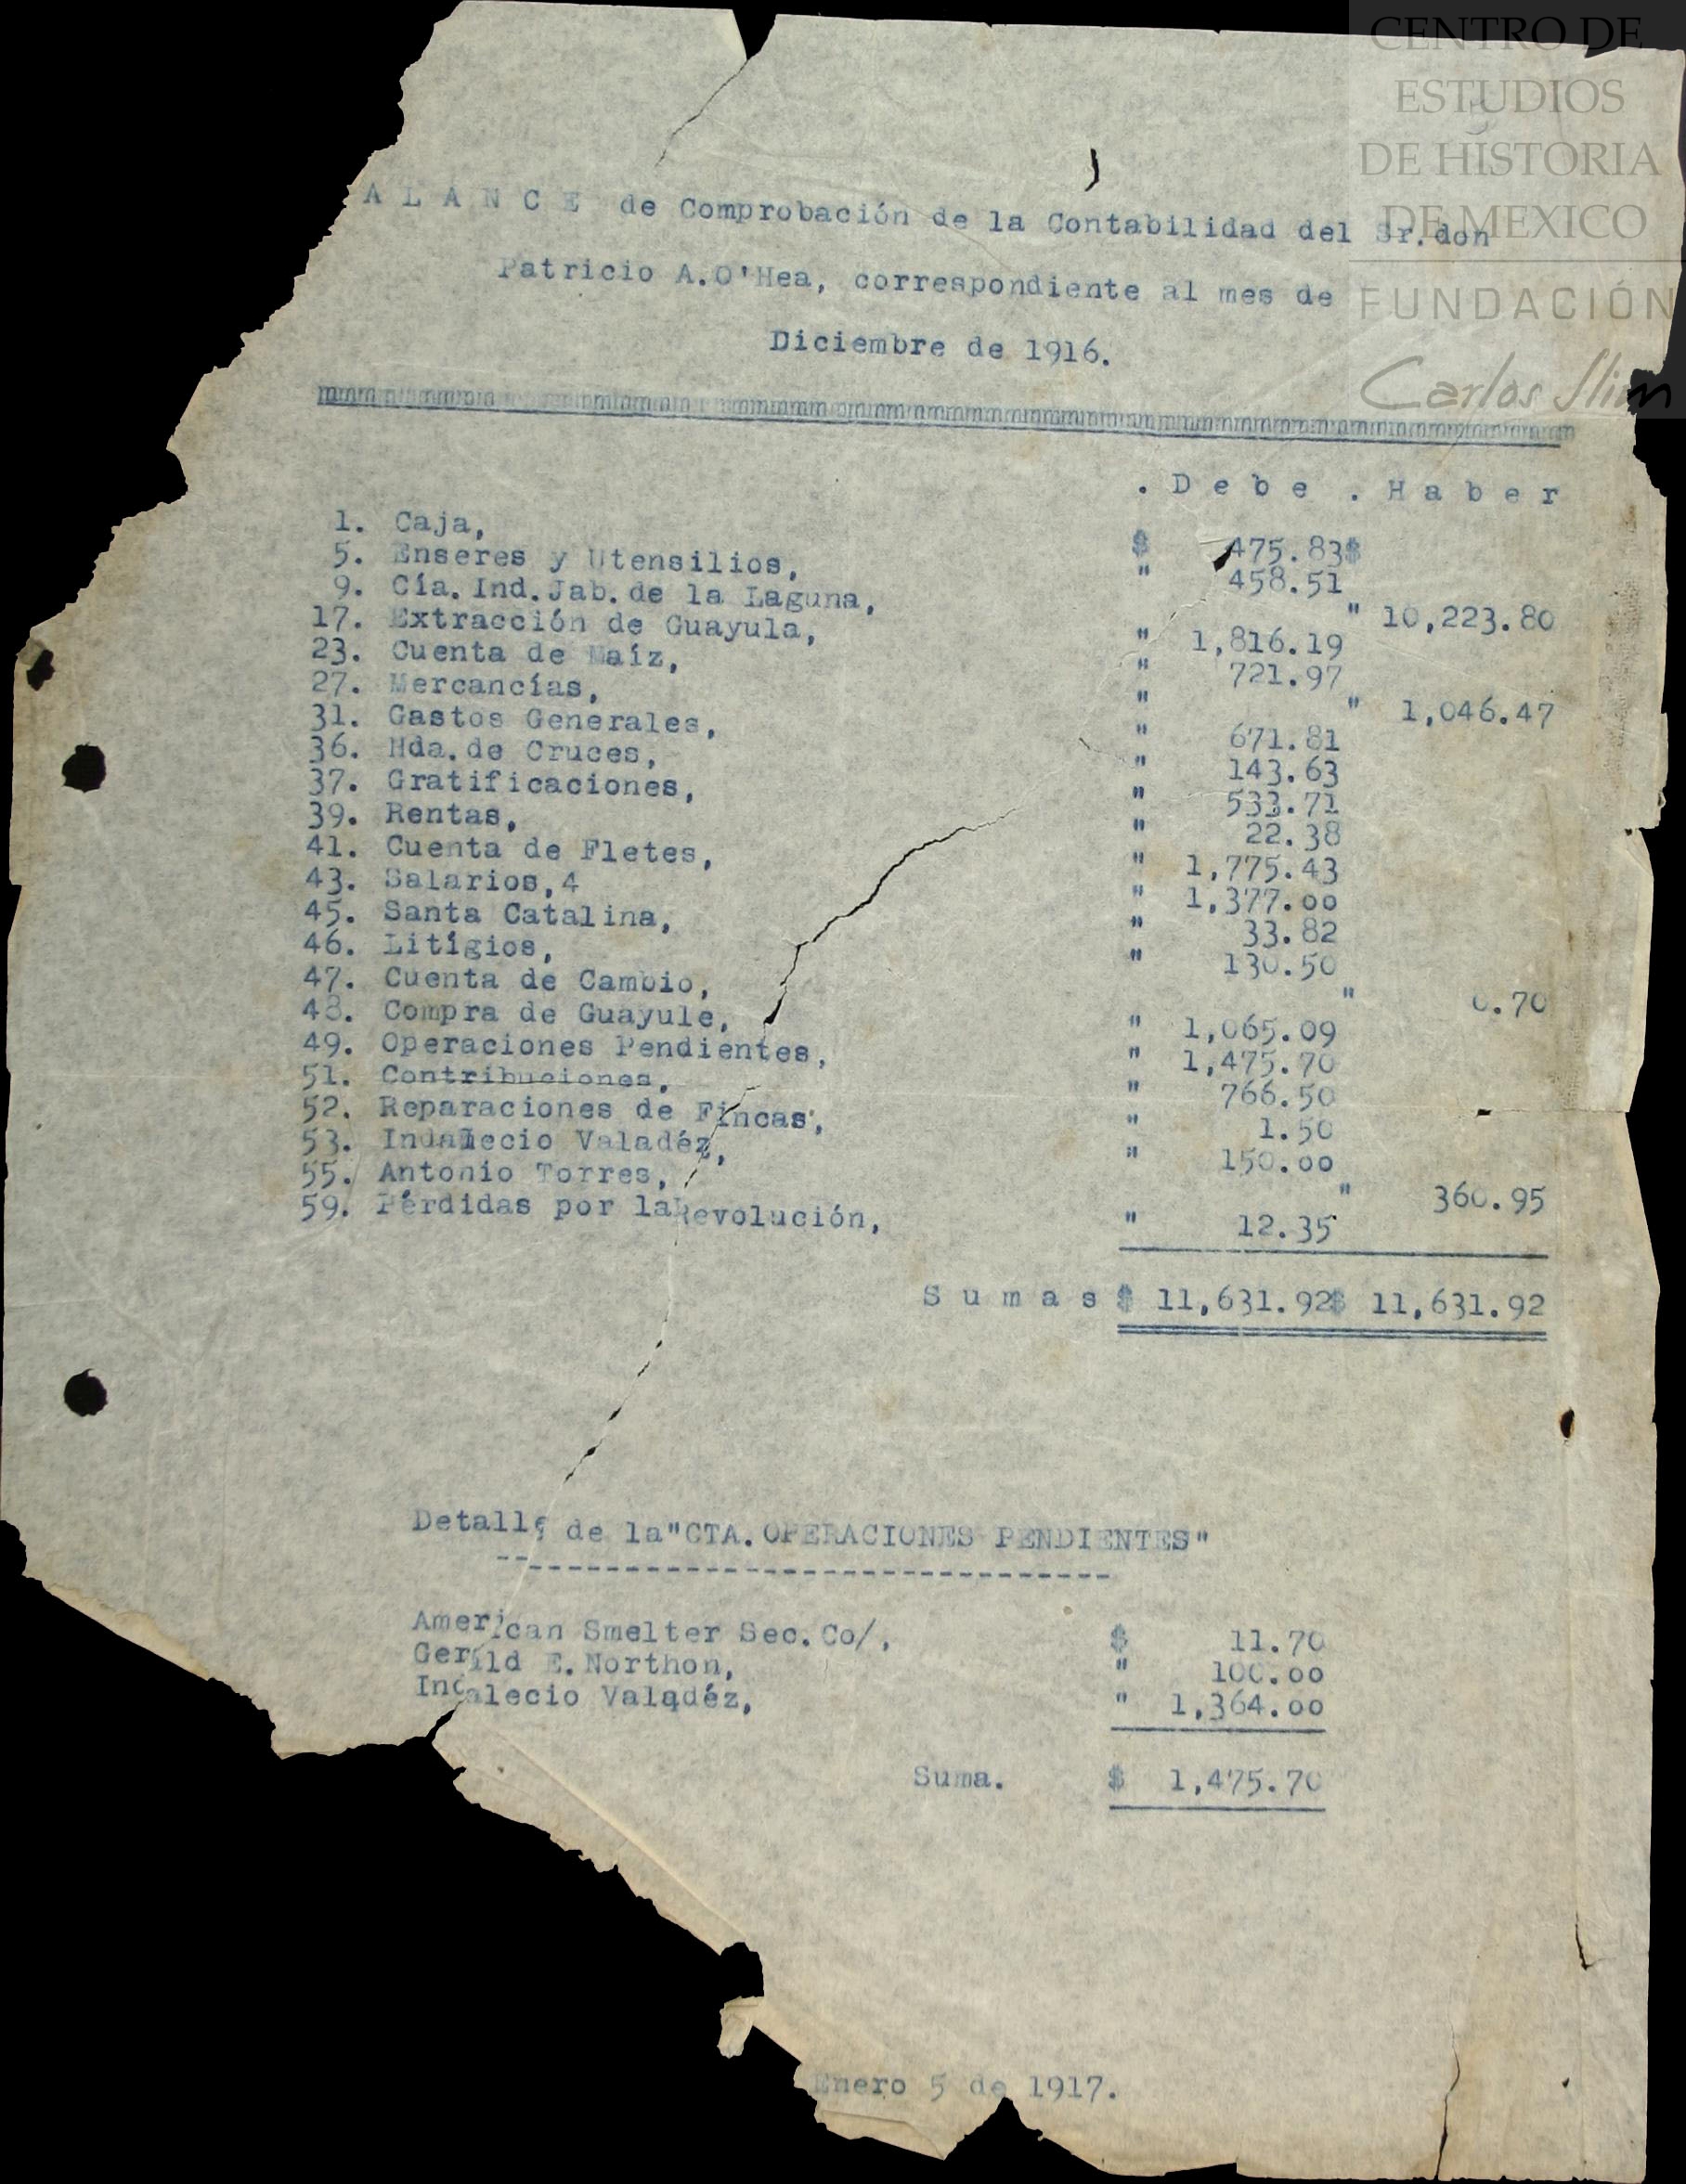 CENTRO DE
ESTUDIOS
DE HISTORIA
DE MEXICO
FUNDACIÓN
Carlos Slim
A L A N C E de Comprobación de la Contabilidad del Sr.don
Patricio A.O'Hea, correspondiente al mes de
Diciembre de 1916.
. D e b e . H a b e r
1. Caja, $ 475.83$
5. Enseres y Utensilios, " 458.51
9. Cía.Ind.Jab.de la Laguna, " 10,223.80
17. Extracción de Guayula, " 1,816.19
23. Cuenta de Maíz, " 721.97
27. Mercancías, " " 1,046.47
31. Gastos Generales, " 671.81
36. Hda.de Cruces, " 143.63
37. Gratificaciones, " 533.71
39. Rentas, " 22.38
41. Cuenta de Fletes, " 1,775.43
43. Salarios,4 " 1,377.00
45. Santa Catalina, " 33.82
46. Litígios, " 130.50
47. Cuenta de Cambio, " 0.70
48. Compra de Guayule, " 1,065.09
49. Operaciones Pendientes, " 1,475.70
51. Contribuciones, " 766.50
52. Reparaciones de Fincas, " 1.50
53. Indalecio Valadéz, " 150.00
55. Antonio Torres, " 360.95
59. Pérdidas por la Revolución, " 12.35
S u m a s $ 11,631.92$ 11,631.92
Detalle de la"CTA.OPERACIONES PENDIENTES"
American Smelter Sec.Co/, $ 11.70
Gerild E.Northon, " 100.00
Indalecio Valadéz, " 1,364.00
Suma. $ 1,475.70
Enero 5 de 1917.